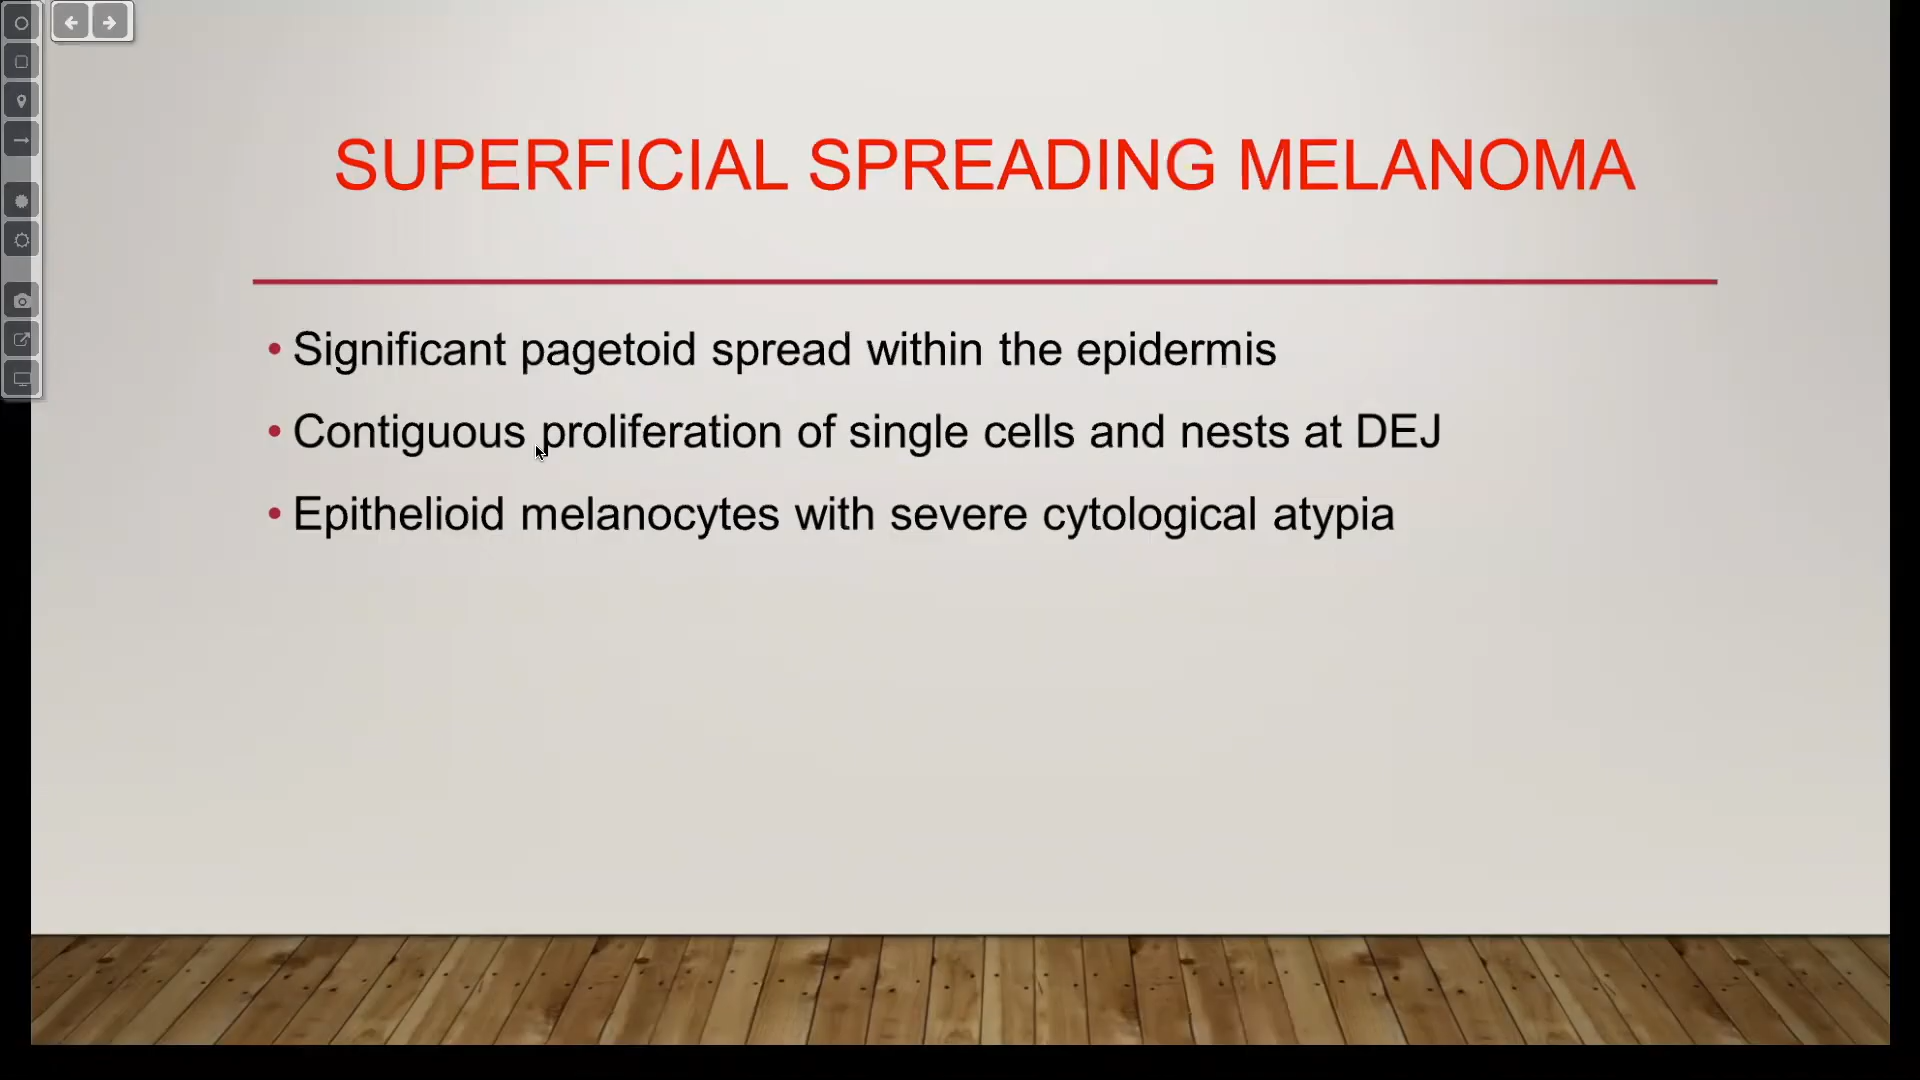 SUPERFICIAL SPREADING MELANOMA
• Significant pagetoid spread within the epidermis
• Contiguous proliferation of single cells and nests at DEJ
• Epithelioid melanocytes with severe cytological atypia